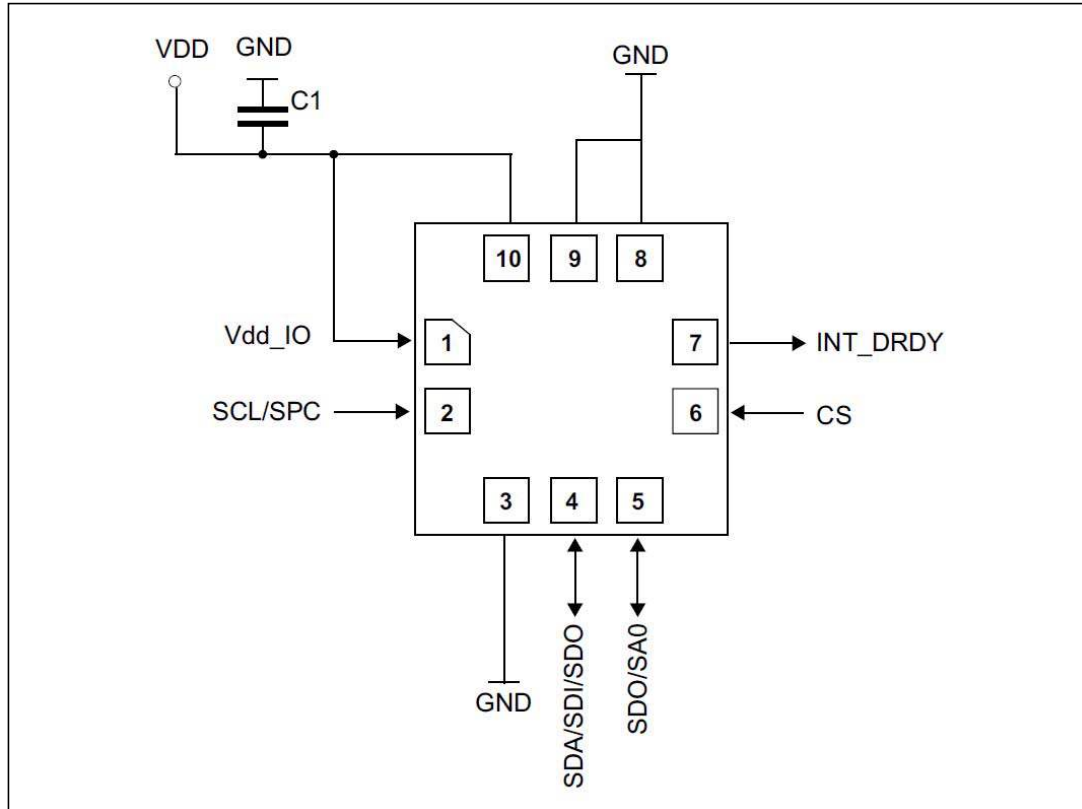 VDD GND
GND
C1
10 9 8
Vdd_IO 1 7 INT_DRDY
SCL/SPC 2 6 CS
3 4 5
GND
SDA/SDI/SDO
SDO/SA0